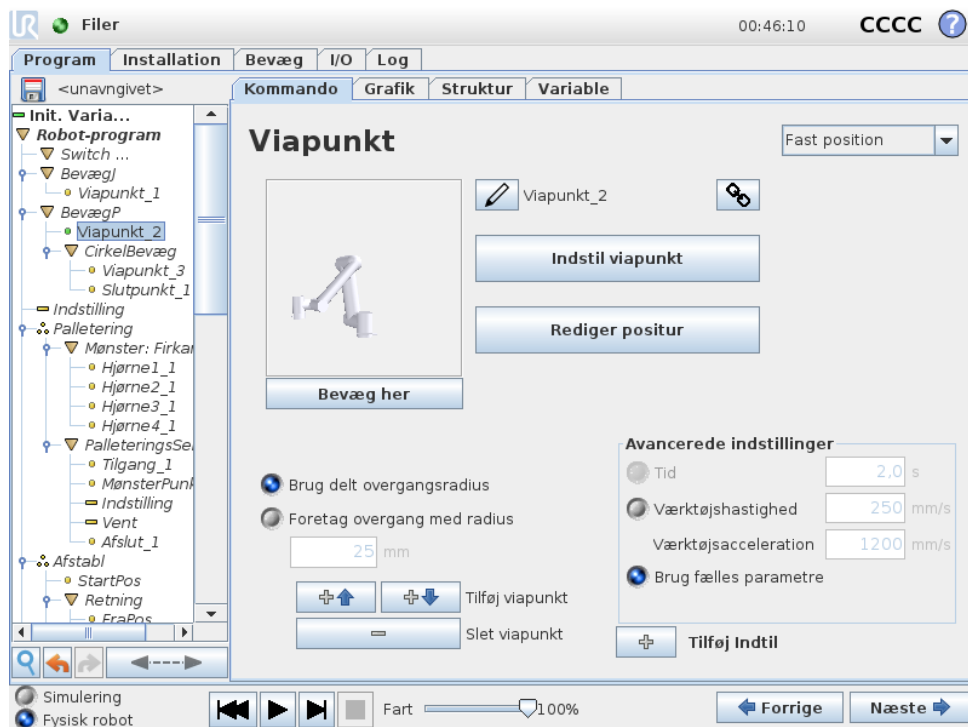 UR Filer 00:46:10 CCCC ?
Program Installation Bevæg I/O Log
<unavngivet> Kommando Grafik Struktur Variable
Init. Varia...
Robot-program
Switch ...
BevægJ
Viapunkt_1
BevægP
Viapunkt_2
CirkelBevæg
Viapunkt_3
Slutpunkt_1
Indstilling
Palletering
Mønster: Firkan
Hjørne1_1
Hjørne2_1
Hjørne3_1
Hjørne4_1
PalleteringsSe
Tilgang_1
MønsterPunk
Indstilling
Vent
Afslut_1
Afstabl
StartPos
Retning
FraPos
Viapunkt
Fast position
Viapunkt_2
Indstil viapunkt
Rediger positur
Bevæg her
Brug delt overgangsradius
Foretag overgang med radius
25 mm
Tilføj viapunkt
Slet viapunkt
Avancerede indstillinger
Tid 2,0 s
Værktøjshastighed 250 mm/s
Værktøjsacceleration 1200 mm/s
Brug fælles parametre
Tilføj Indtil
Simulering
Fysisk robot
Fart 100%
Forrige Næste